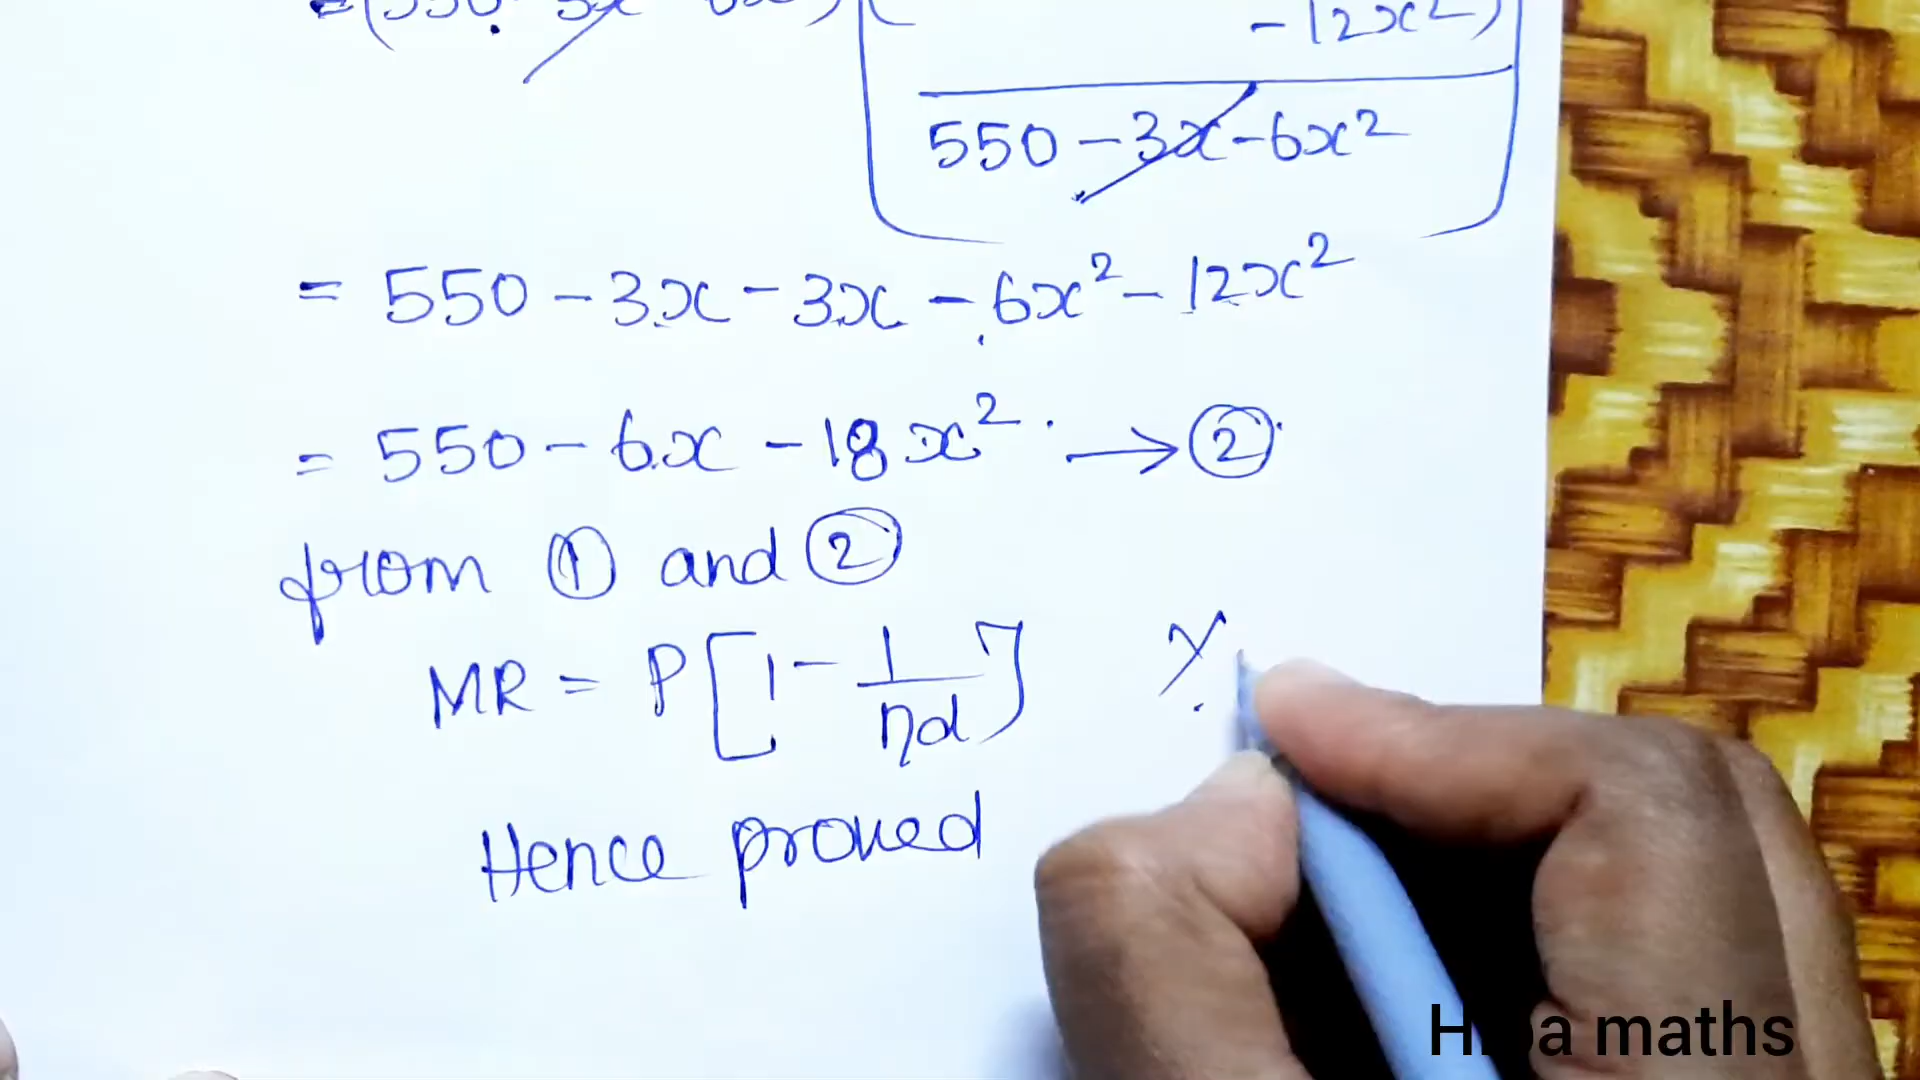 - 12x²)
550 - 3x - 6x²
= 550 - 3x - 3x - 6x² - 12x²
= 550 - 6x - 18x² → ②
from ① and ②
MR = P[1 - 1/ηd]
Hence proved
maths